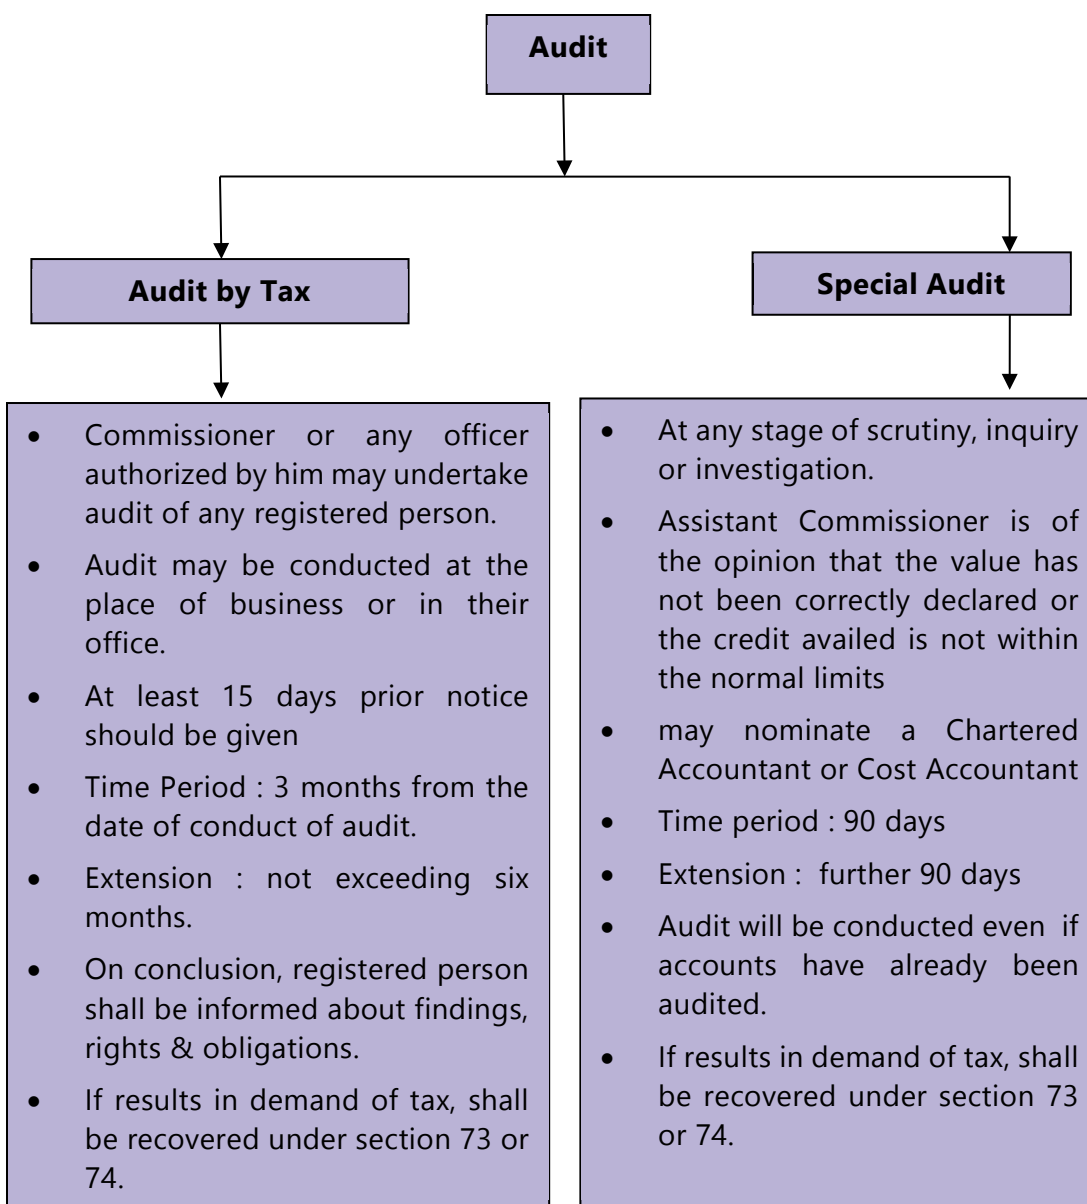 Audit
Audit by Tax
Special Audit
• Commissioner or any officer
authorized by him may undertake
audit of any registered person.
• Audit may be conducted at the
place of business or in their
office.
• At least 15 days prior notice
should be given
• Time Period : 3 months from the
date of conduct of audit.
• Extension : not exceeding six
months.
• On conclusion, registered person
shall be informed about findings,
rights & obligations.
• If results in demand of tax, shall
be recovered under section 73 or
74.
• At any stage of scrutiny, inquiry
or investigation.
• Assistant Commissioner is of
the opinion that the value has
not been correctly declared or
the credit availed is not within
the normal limits
• may nominate a Chartered
Accountant or Cost Accountant
• Time period : 90 days
• Extension : further 90 days
• Audit will be conducted even if
accounts have already been
audited.
• If results in demand of tax, shall
be recovered under section 73
or 74.